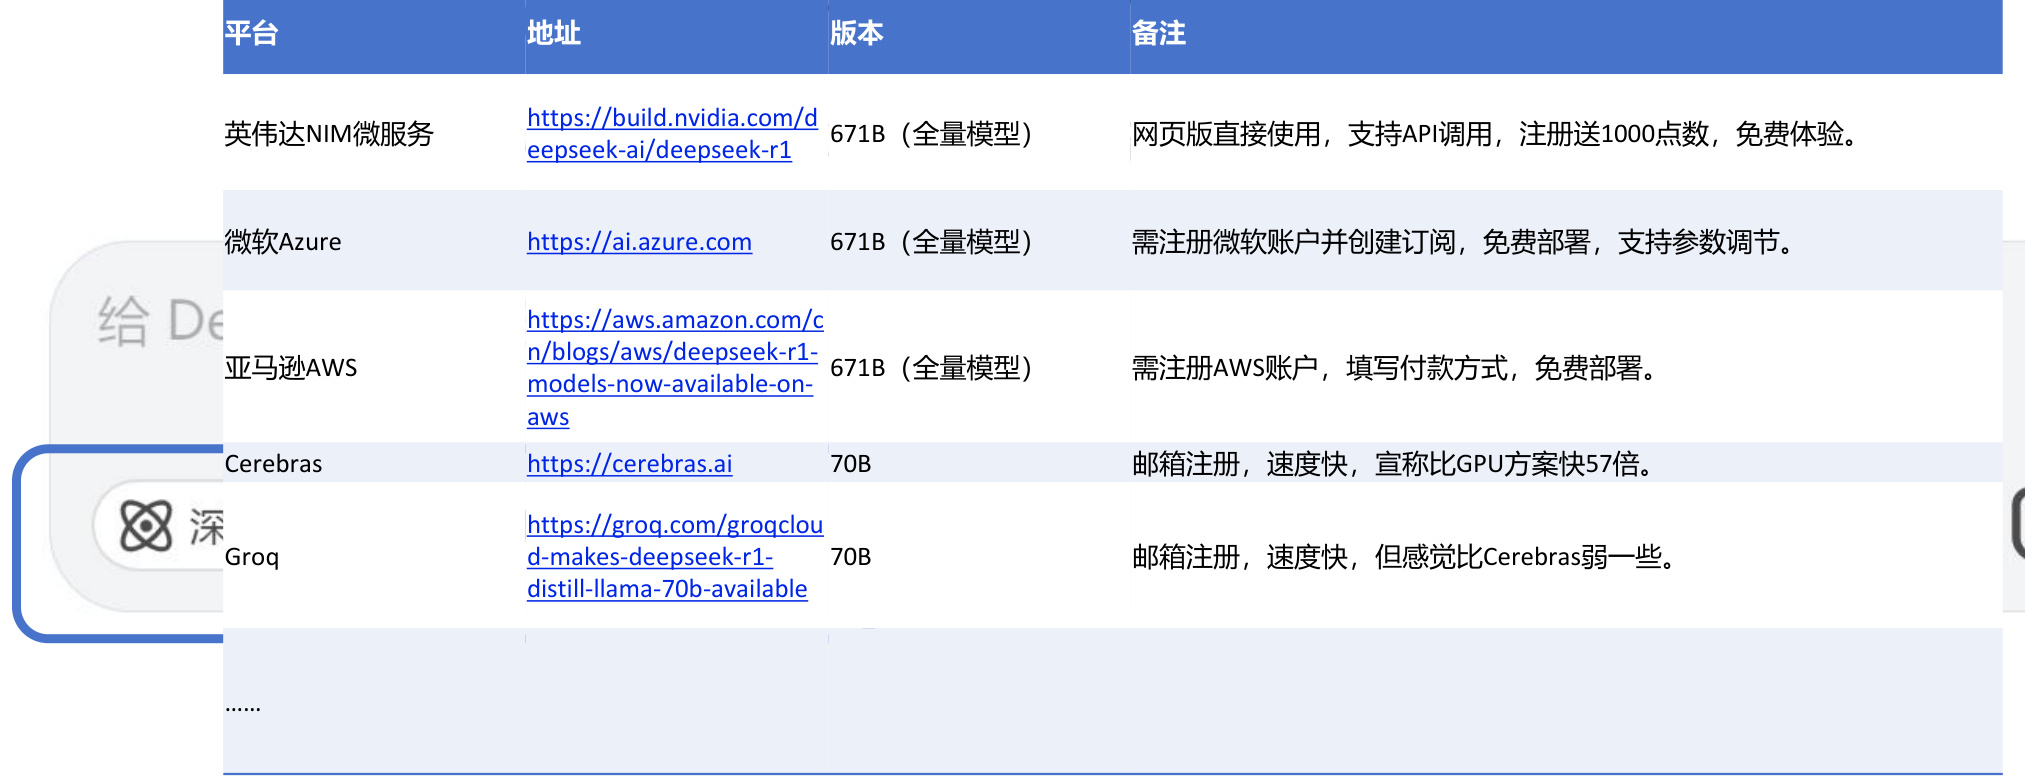 平台 地址 版本 备注
英伟达NIM微服务
https://build.nvidia.com/d
eepseek-ai/deepseek-r1
671B（全量模型）
网页版直接使用，支持API调用，注册送1000点数，免费体验。
微软Azure
https://ai.azure.com
671B（全量模型）
需注册微软账户并创建订阅，免费部署，支持参数调节。
给 De
亚马逊AWS
https://aws.amazon.com/c
n/blogs/aws/deepseek-r1-
models-now-available-on-
aws
671B（全量模型）
需注册AWS账户，填写付款方式，免费部署。
Cerebras
https://cerebras.ai
70B
邮箱注册，速度快，宣称比GPU方案快57倍。
深
Groq
https://groq.com/groqclou
d-makes-deepseek-r1-
distill-llama-70b-available
70B
邮箱注册，速度快，但感觉比Cerebras弱一些。
……